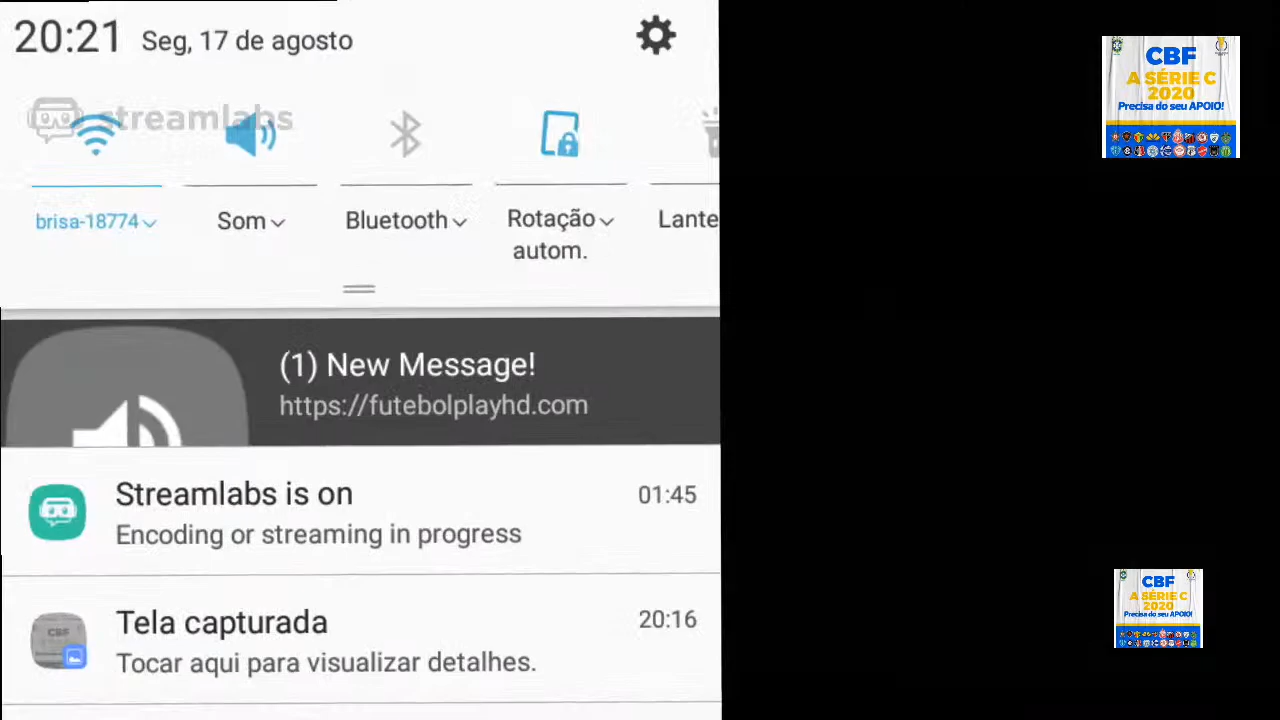 20:21 Seg, 17 de agosto
streamlabs
brisa-18774
Som
Bluetooth
Rotação
autom.
Lante
(1) New Message!
https://futebolplayhd.com
Streamlabs is on
01:45
Encoding or streaming in progress
CBF
Tela capturada
20:16
Tocar aqui para visualizar detalhes.
CBF
A SÉRIE C
2020
Precisa do seu APOIO!
CBF
A SÉRIE C
2020
Precisa do seu APOIO!